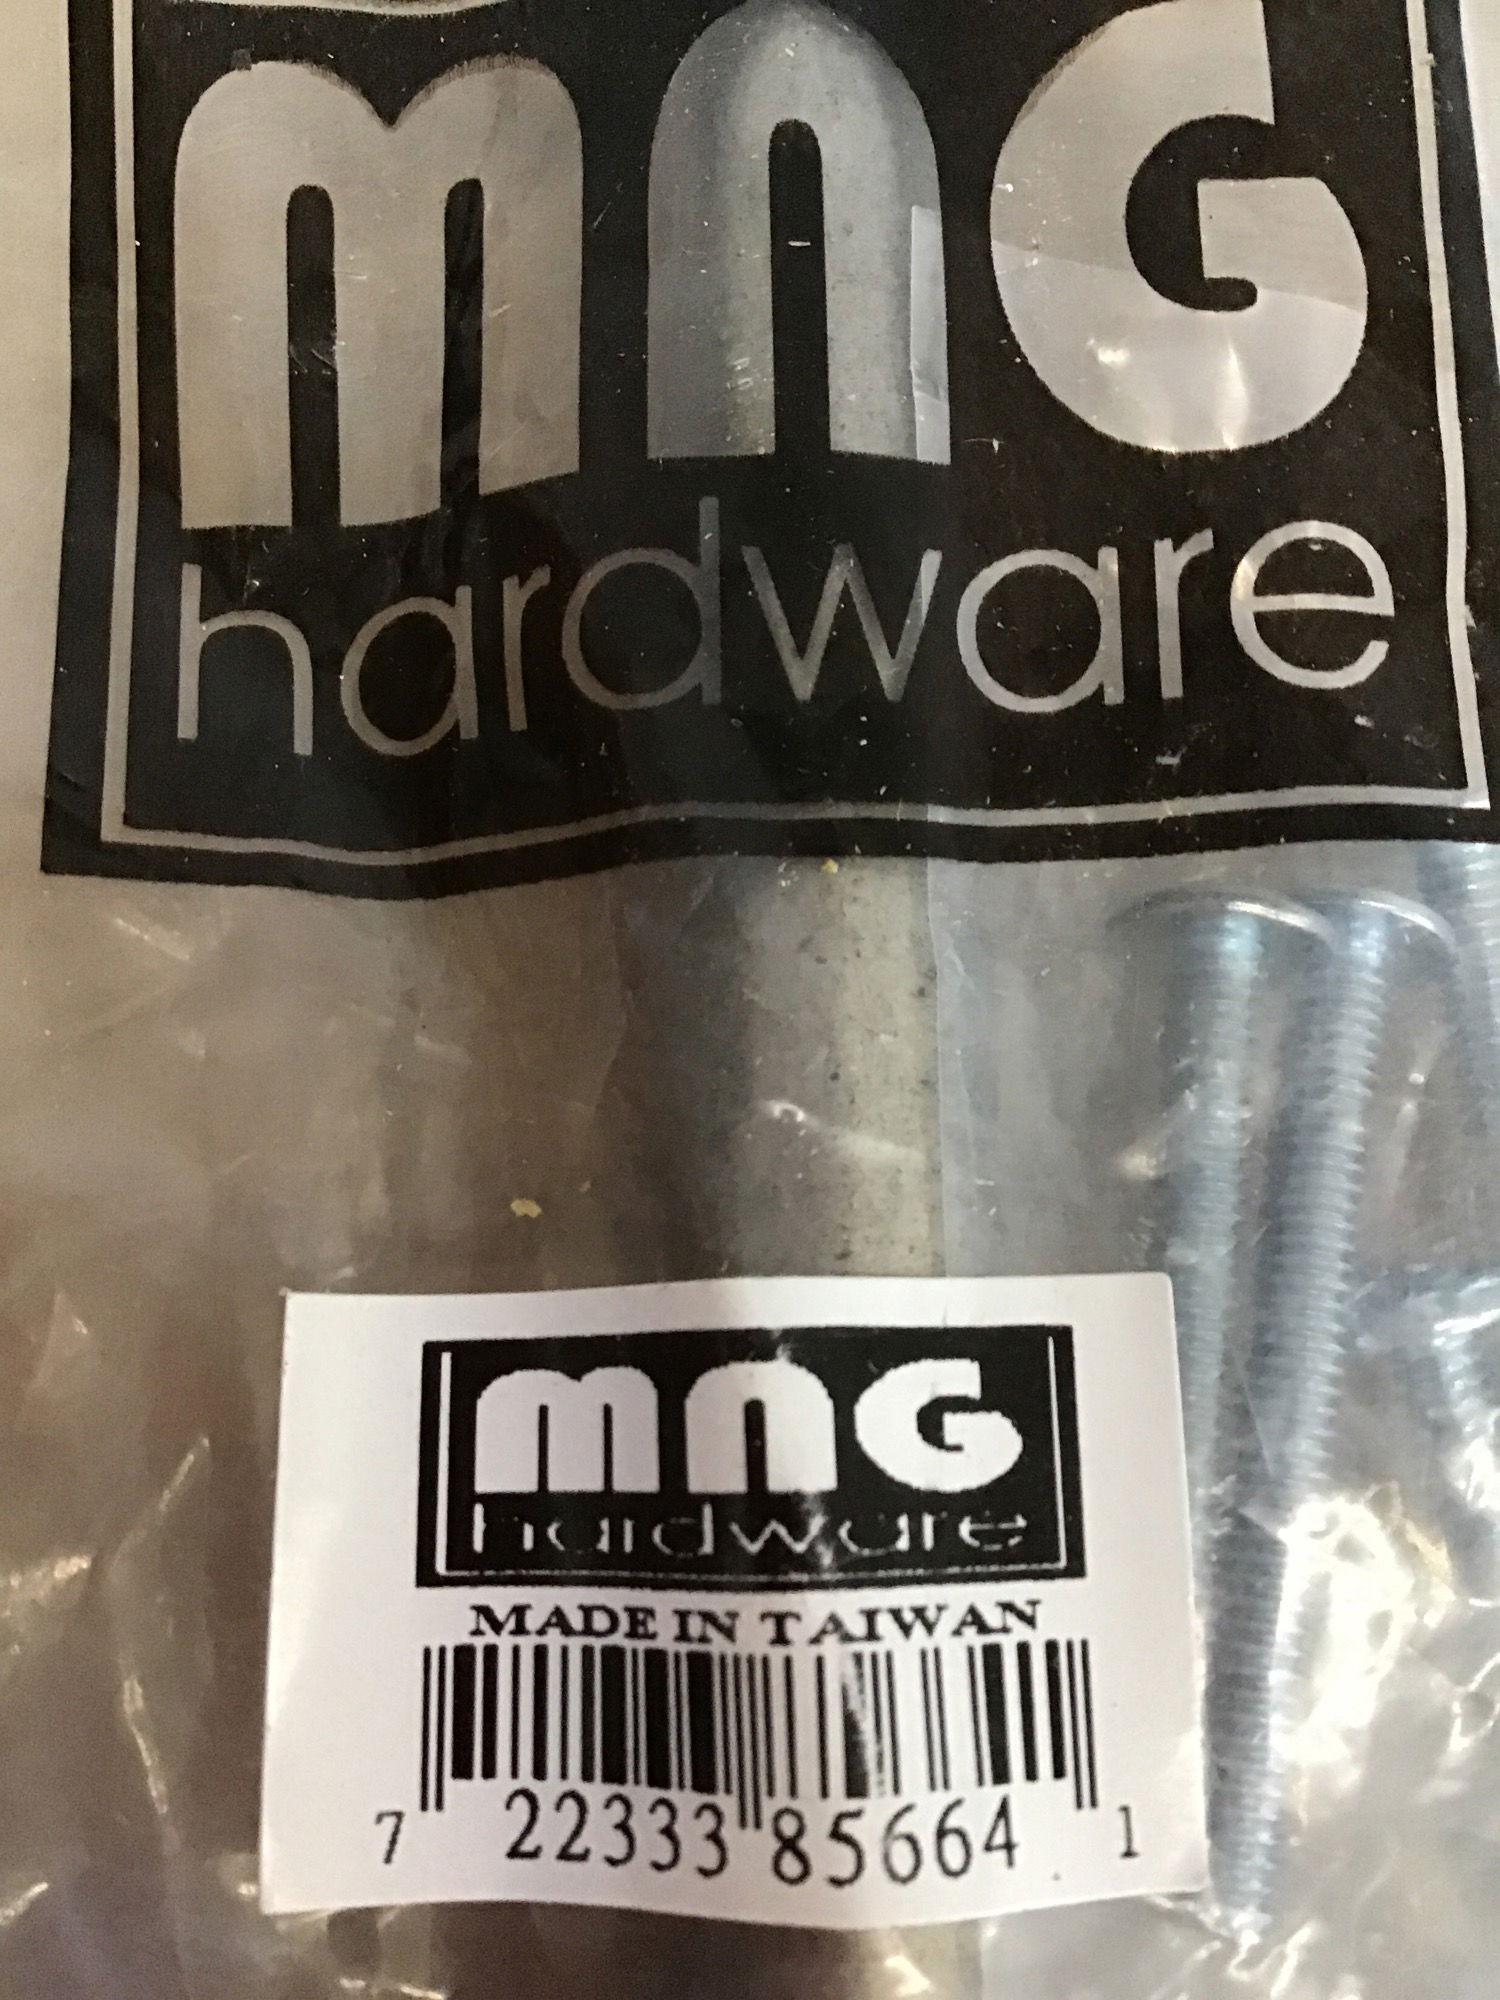 mnG
hardware
mnG
hardware
MADE IN TAIWAN
7 22333 85664 1